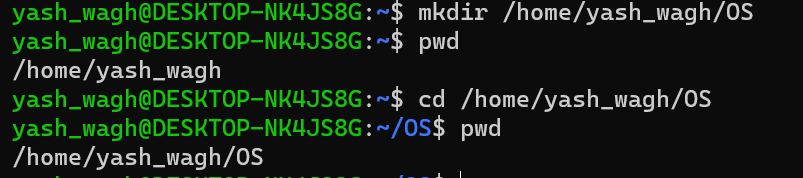 yash_wagh@DESKTOP-NK4JS8G:~$ mkdir /home/yash_wagh/OS
yash_wagh@DESKTOP-NK4JS8G:~$ pwd
/home/yash_wagh
yash_wagh@DESKTOP-NK4JS8G:~$ cd /home/yash_wagh/OS
yash_wagh@DESKTOP-NK4JS8G:~/OS$ pwd
/home/yash_wagh/OS